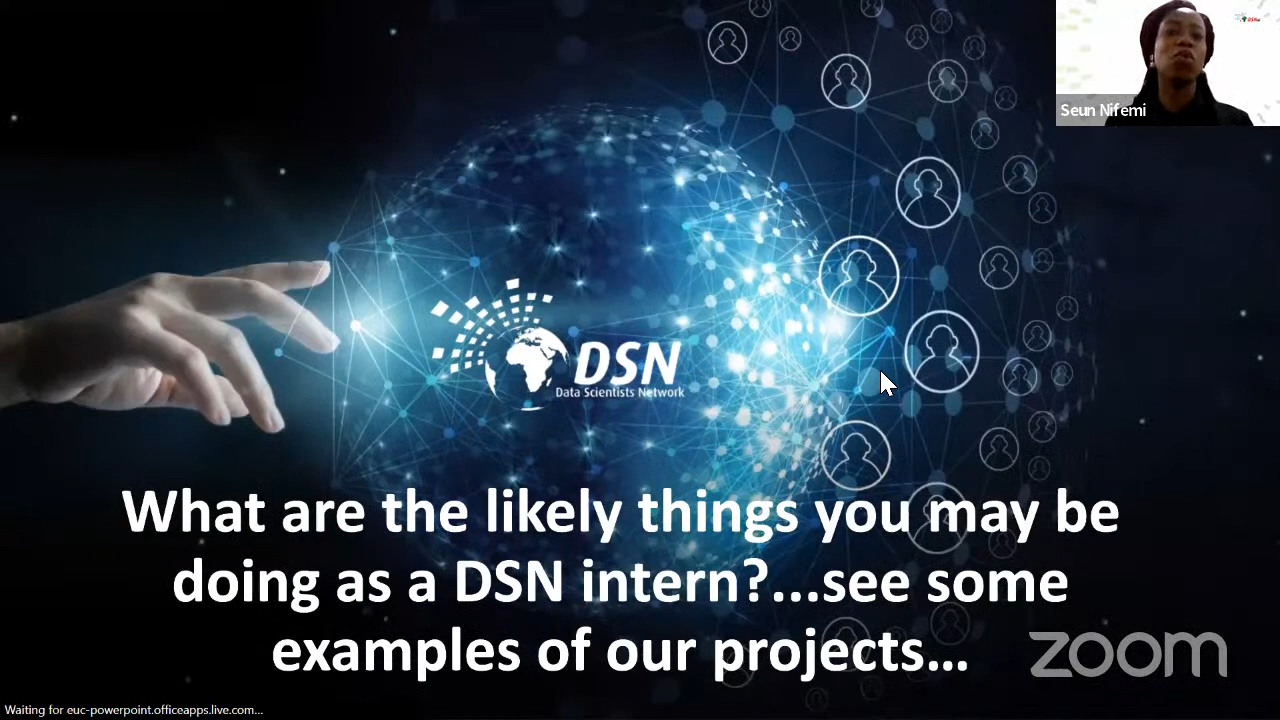 Seun Nifemi
DSN
Data Scientists Network
What are the likely things you may be
doing as a DSN intern?...see some
examples of our projects...
zoom
Waiting for euc-powerpoint.officeapps.live.com...